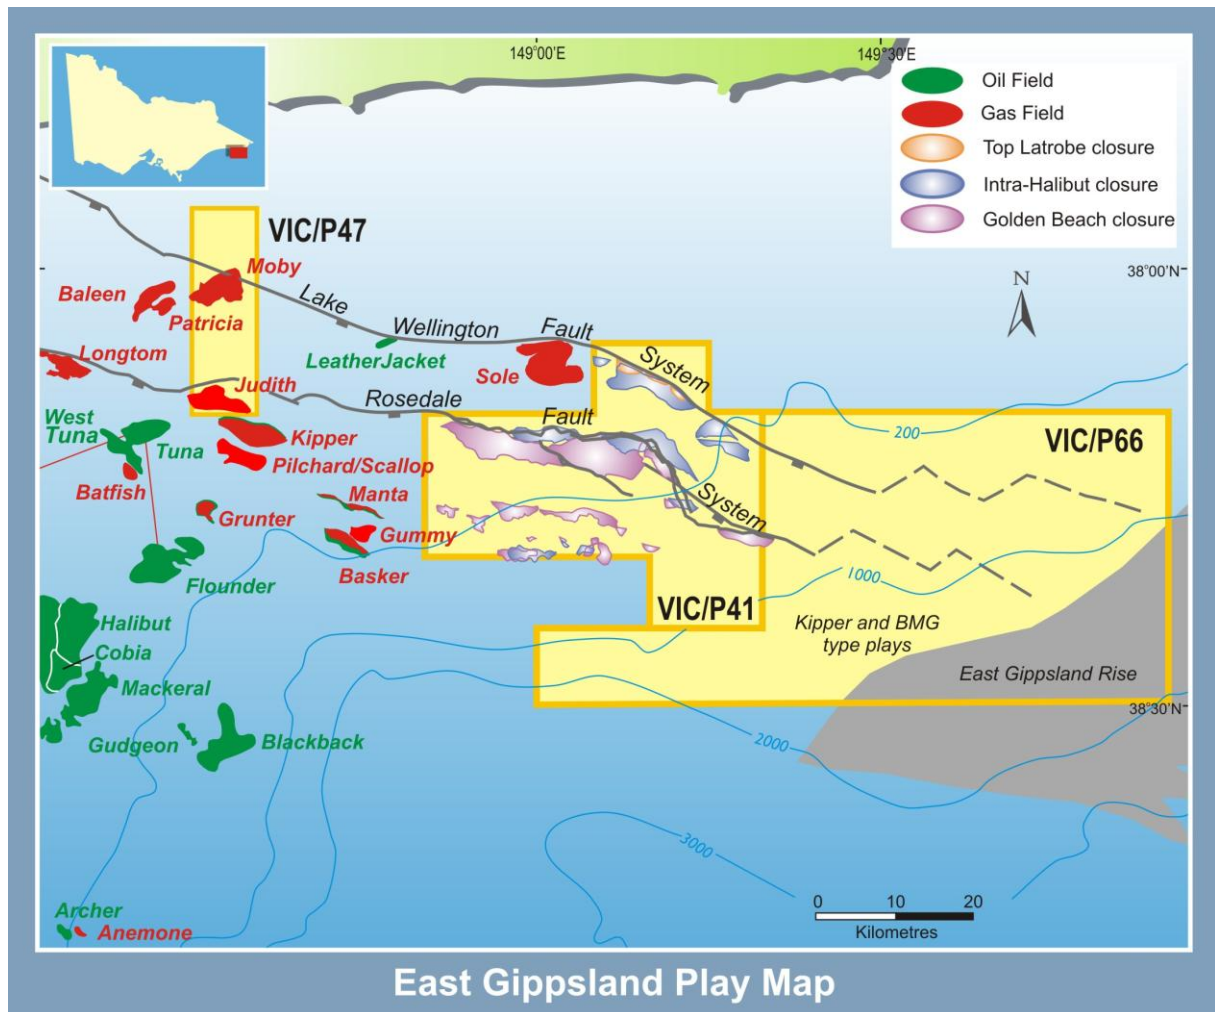 149°00'E
149°30'E
Oil Field
Gas Field
Top Latrobe closure
Intra-Halibut closure
Golden Beach closure
VIC/P47
Moby
Baleen
Patricia
Lake
Wellington
Fault
System
38°00'N
N
Longtom
LeatherJacket
Sole
Judith
Rosedale
Fault
System
West
Tuna
Tuna
Kipper
Pilchard/Scallop
Batfish
Manta
Grunter
Gummy
Basker
Flounder
200
VIC/P66
1000
VIC/P41
Kipper and BMG
type plays
East Gippsland Rise
Halibut
Cobia
Mackeral
Gudgeon
Blackback
38°30'N
2000
3000
0 10 20
Kilometres
Archer
Anemone
East Gippsland Play Map